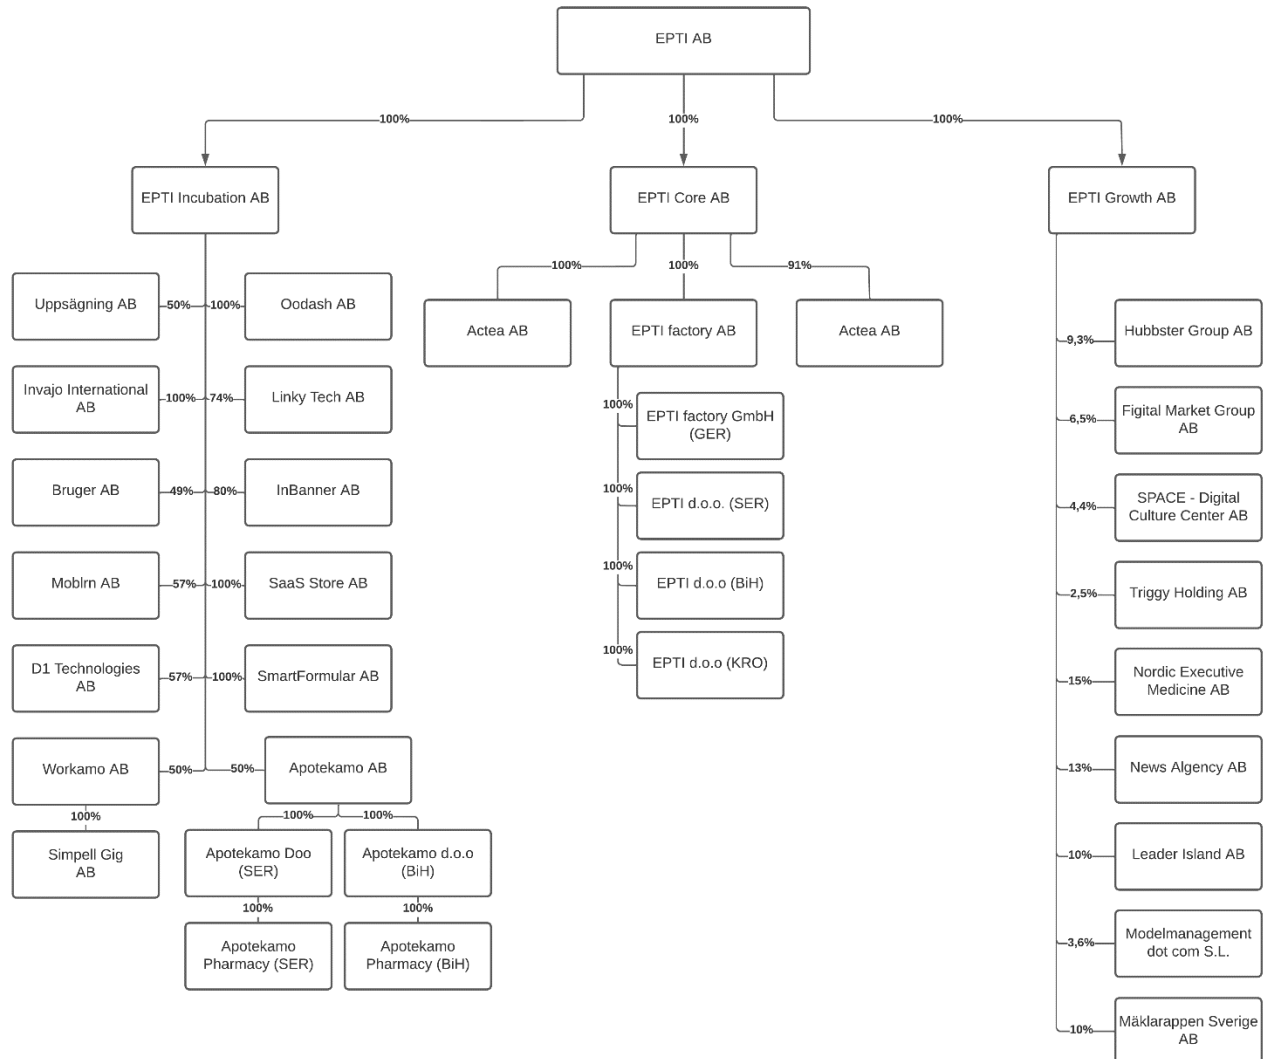 EPTI AB
100%
100%
100%
EPTI Incubation AB
EPTI Core AB
EPTI Growth AB
Uppsägning AB
50%
100%
Oodash AB
Invajo International
AB
100%
74%
Linky Tech AB
Bruger AB
49%
80%
InBanner AB
Moblrn AB
57%
100%
SaaS Store AB
D1 Technologies
AB
57%
100%
SmartFormular AB
Workamo AB
50%
50%
Apotekamo AB
100%
Simpell Gig
AB
100%
100%
Apotekamo Doo
(SER)
Apotekamo d.o.o
(BiH)
100%
100%
Apotekamo
Pharmacy (SER)
Apotekamo
Pharmacy (BiH)
100%
100%
91%
Actea AB
EPTI factory AB
Actea AB
100%
EPTI factory GmbH
(GER)
100%
EPTI d.o.o. (SER)
100%
EPTI d.o.o (BiH)
100%
EPTI d.o.o (KRO)
9,3%
Hubbster Group AB
6,5%
Figital Market Group
AB
4,4%
SPACE - Digital
Culture Center AB
2,5%
Triggy Holding AB
15%
Nordic Executive
Medicine AB
13%
News Algency AB
10%
Leader Island AB
3,6%
Modelmanagement
dot com S.L.
10%
Mäklarappen Sverige
AB